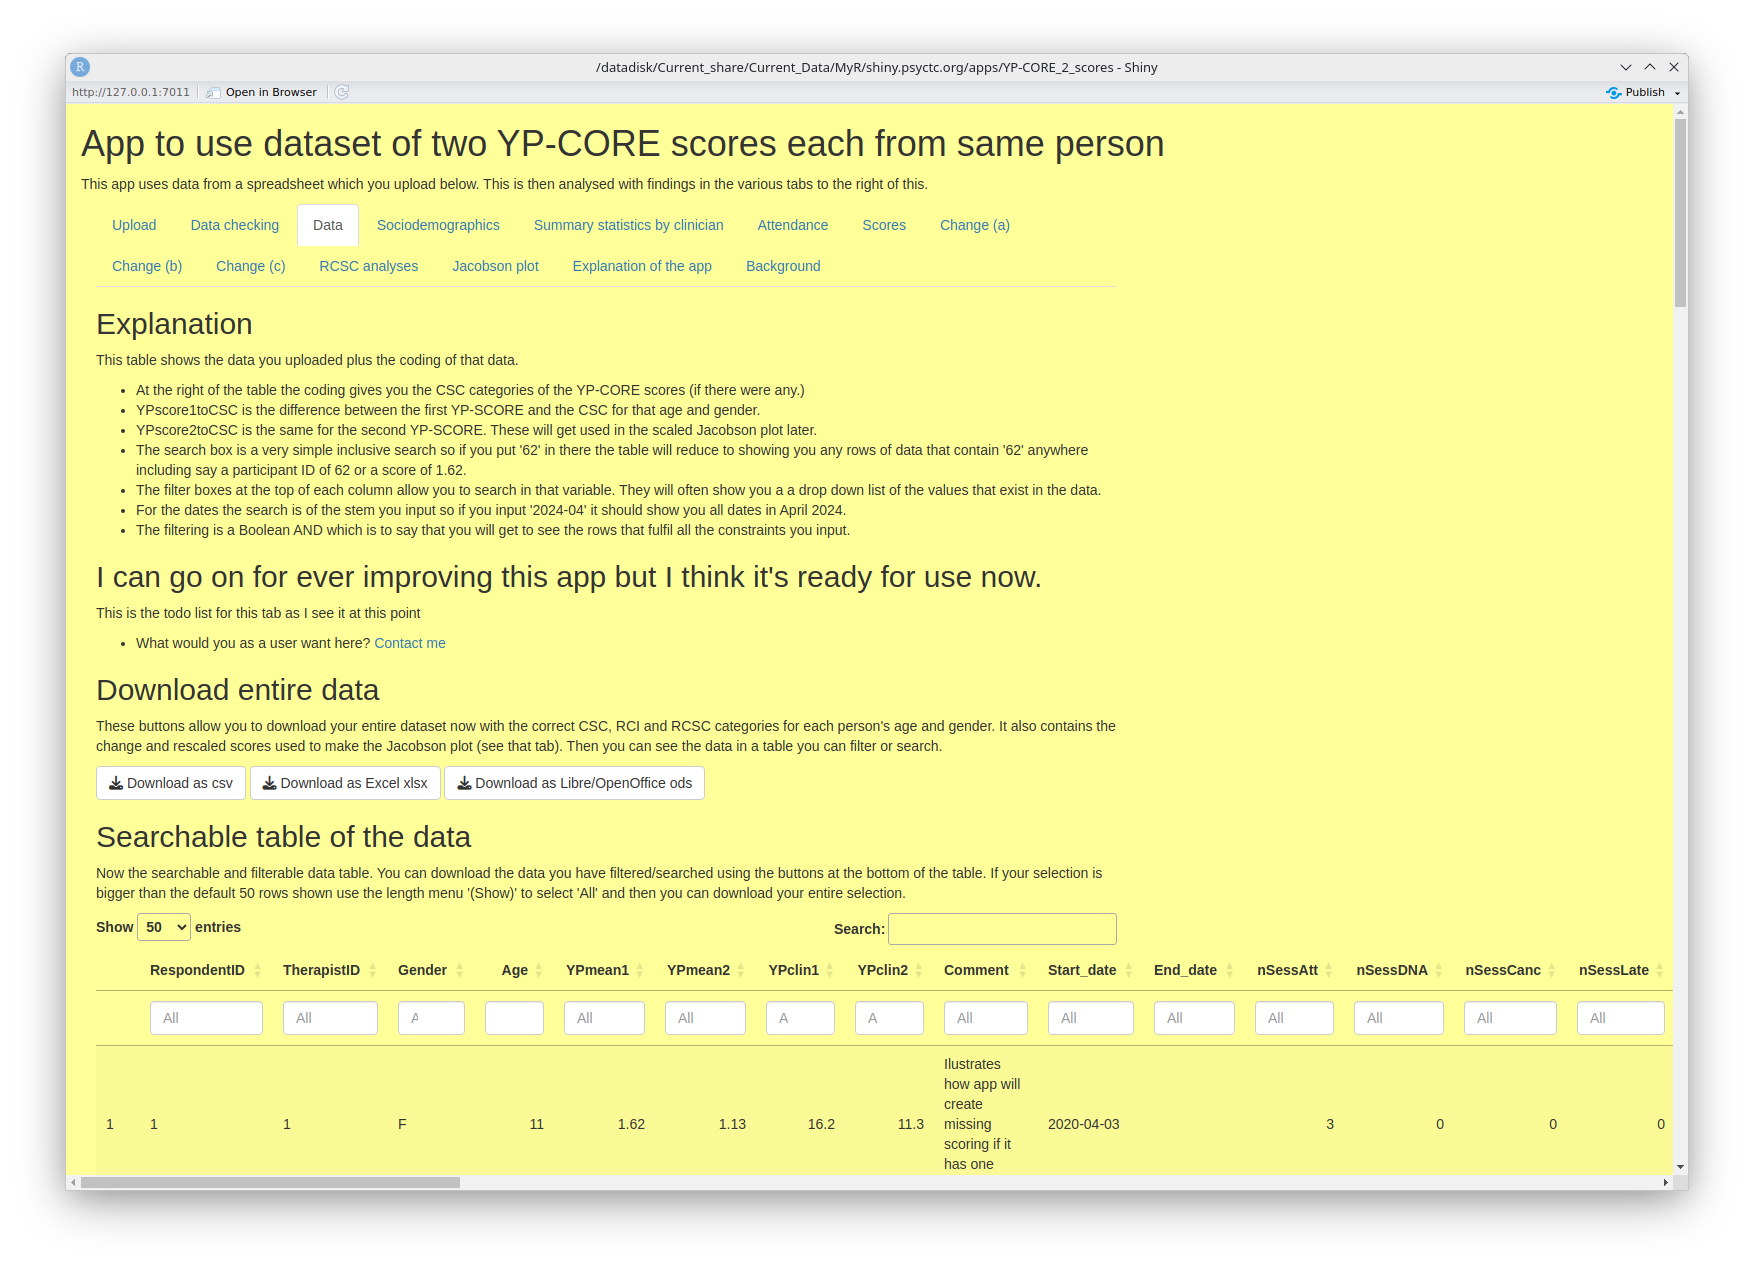 /datadisk/Current_share/Current_Data/MyR/shiny.psyctc.org/apps/YP-CORE_2_scores - Shiny
http://127.0.0.1:7011 Open in Browser Publish
App to use dataset of two YP-CORE scores each from same person
This app uses data from a spreadsheet which you upload below. This is then analysed with findings in the various tabs to the right of this.
Upload Data checking Data Sociodemographics Summary statistics by clinician Attendance Scores Change (a)
Change (b) Change (c) RCSC analyses Jacobson plot Explanation of the app Background
Explanation
This table shows the data you uploaded plus the coding of that data.
• At the right of the table the coding gives you the CSC categories of the YP-CORE scores (if there were any.)
• YPscore1toCSC is the difference between the first YP-SCORE and the CSC for that age and gender.
• YPscore2toCSC is the same for the second YP-SCORE. These will get used in the scaled Jacobson plot later.
• The search box is a very simple inclusive search so if you put '62' in there the table will reduce to showing you any rows of data that contain '62' anywhere
including say a participant ID of 62 or a score of 1.62.
• The filter boxes at the top of each column allow you to search in that variable. They will often show you a a drop down list of the values that exist in the data.
• For the dates the search is of the stem you input so if you input '2024-04' it should show you all dates in April 2024.
• The filtering is a Boolean AND which is to say that you will get to see the rows that fulfil all the constraints you input.
I can go on for ever improving this app but I think it's ready for use now.
This is the todo list for this tab as I see it at this point
• What would you as a user want here? Contact me
Download entire data
These buttons allow you to download your entire dataset now with the correct CSC, RCI and RCSC categories for each person's age and gender. It also contains the
change and rescaled scores used to make the Jacobson plot (see that tab). Then you can see the data in a table you can filter or search.
Download as csv Download as Excel xlsx Download as Libre/OpenOffice ods
Searchable table of the data
Now the searchable and filterable data table. You can download the data you have filtered/searched using the buttons at the bottom of the table. If your selection is
bigger than the default 50 rows shown use the length menu '(Show)' to select 'All' and then you can download your entire selection.
Show 50 entries Search:
RespondentID TherapistID Gender Age YPmean1 YPmean2 YPclin1 YPclin2 Comment Start_date End_date nSessAtt nSessDNA nSessCanc nSessLate
All All A All All A A All All All All All All All
Ilustrates
how app will
create
missing
1 1 1 F 11 1.62 1.13 16.2 11.3 2020-04-03 3 0 0 0
scoring if it
has one